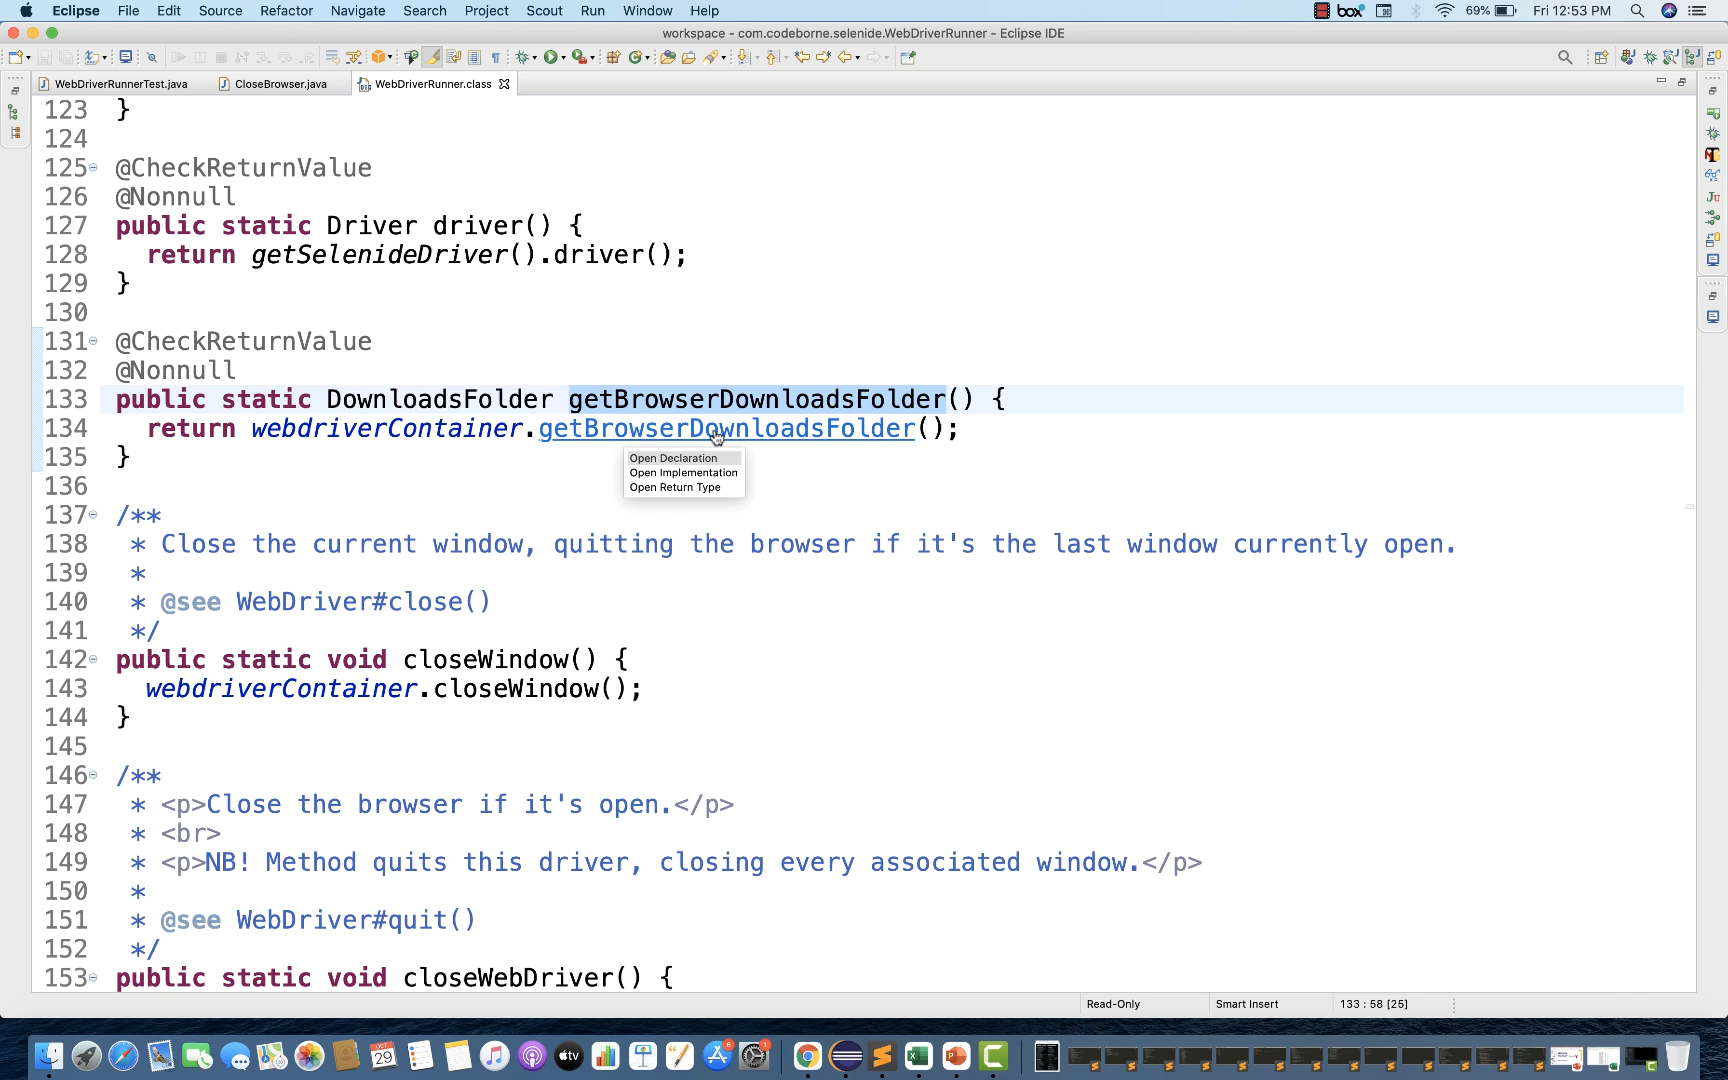 Eclipse File Edit Source Refactor Navigate Search Project Scout Run Window Help box 69% Fri 12:53 PM
workspace - com.codeborne.selenide.WebDriverRunner - Eclipse IDE
WebDriverRunnerTest.java CloseBrowser.java WebDriverRunner.class
123 }
124
125 @CheckReturnValue
126 @Nonnull
127 public static Driver driver() {
128 return getSelenideDriver().driver();
129 }
130
131 @CheckReturnValue
132 @Nonnull
133 public static DownloadsFolder getBrowserDownloadsFolder() {
134 return webdriverContainer.getBrowserDownloadsFolder();
135 }
Open Declaration
Open Implementation
Open Return Type
136
137 /**
138 * Close the current window, quitting the browser if it's the last window currently open.
139 *
140 * @see WebDriver#close()
141 */
142 public static void closeWindow() {
143 webdriverContainer.closeWindow();
144 }
145
146 /**
147 * <p>Close the browser if it's open.</p>
148 * <br>
149 * <p>NB! Method quits this driver, closing every associated window.</p>
150 *
151 * @see WebDriver#quit()
152 */
153 public static void closeWebDriver() {
Read-Only Smart Insert 133 : 58 [25]
OCT
29
tv